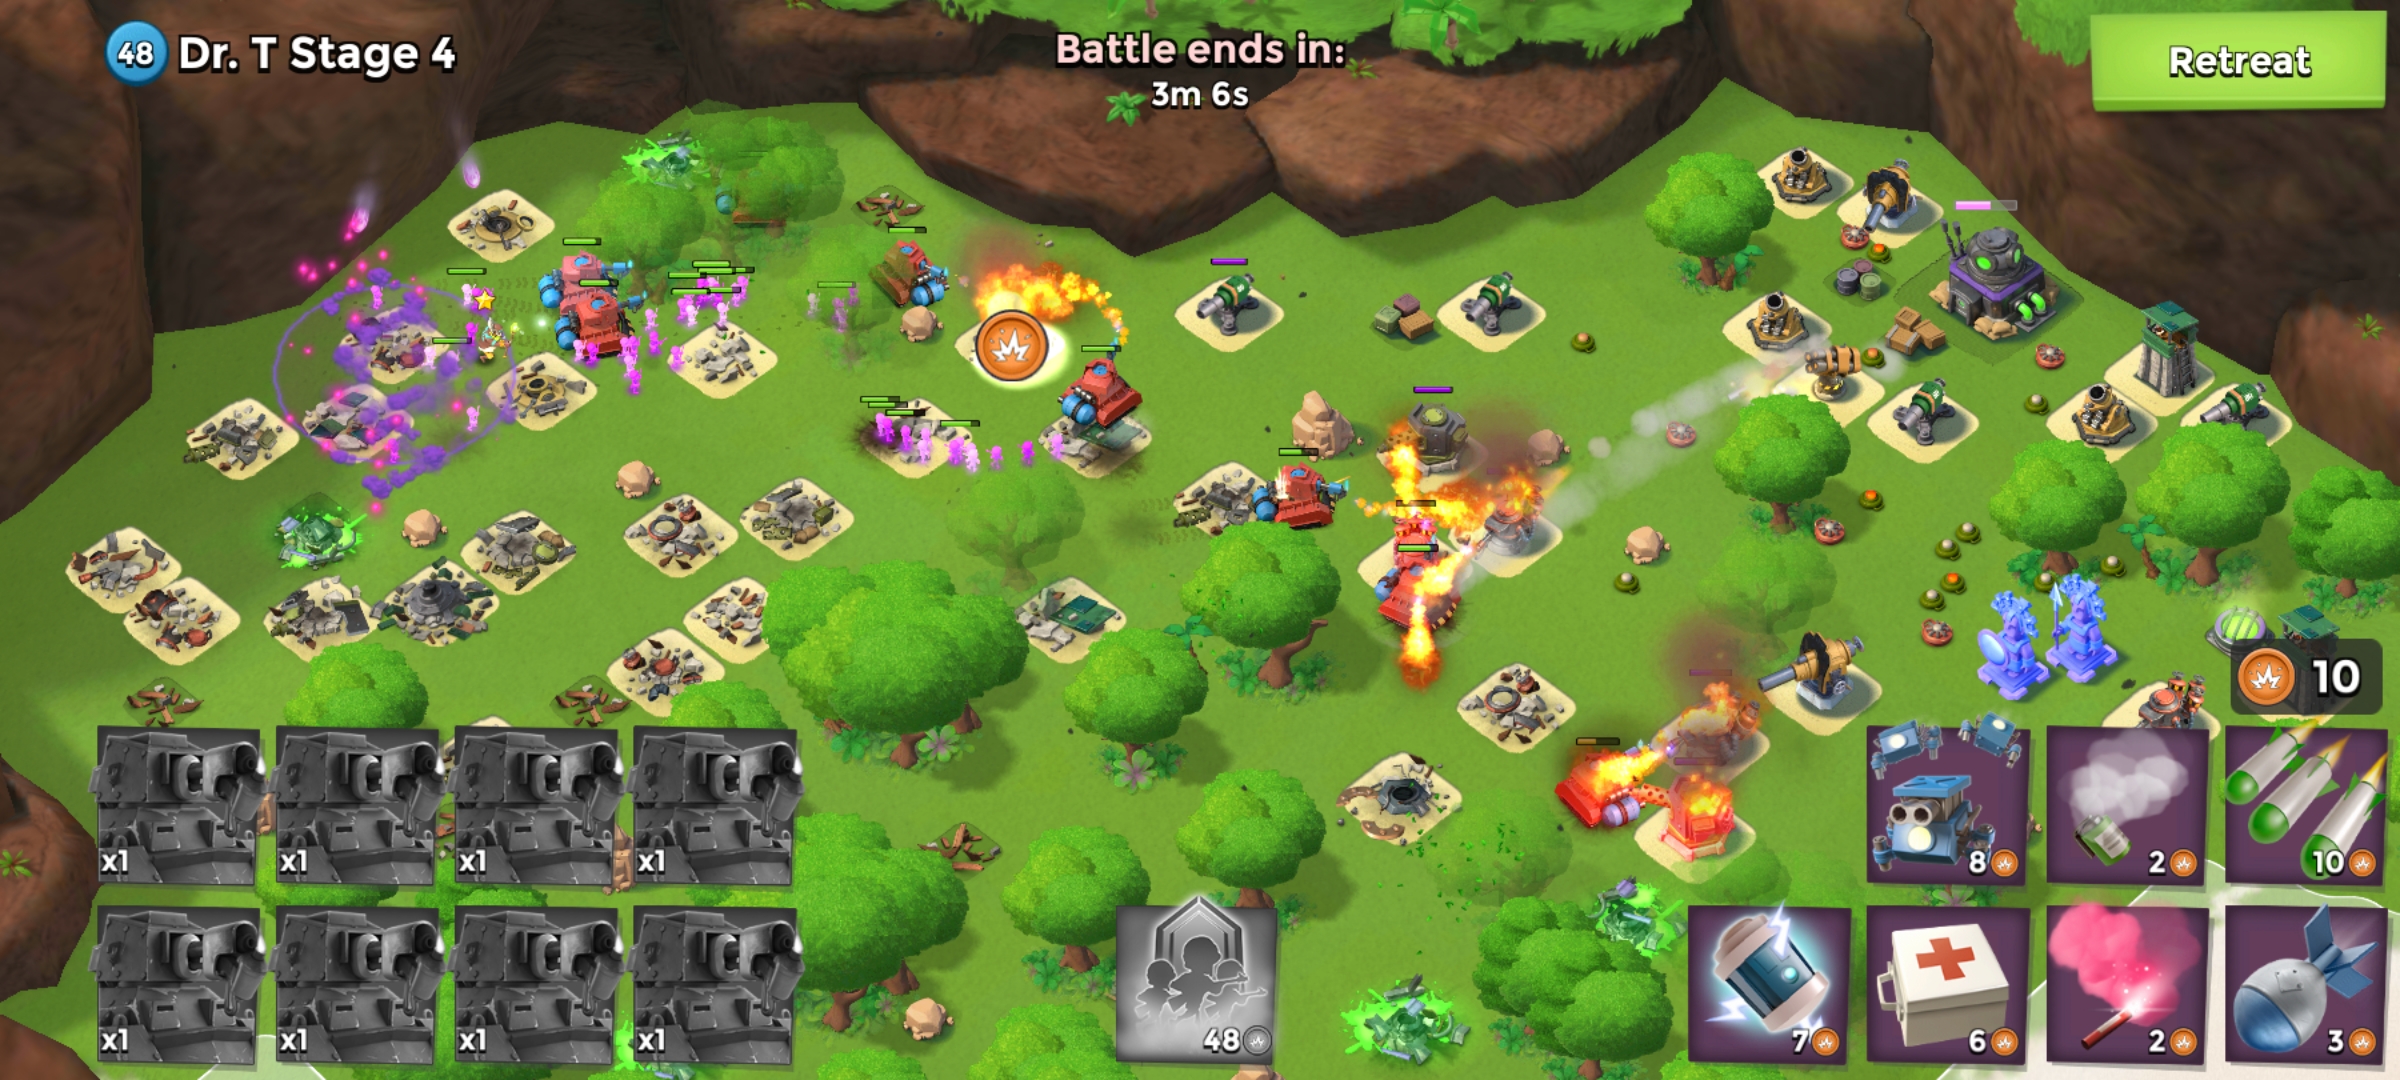 48 Dr. T Stage 4
Battle ends in:
3m 6s
Retreat
10
x1 x1 x1 x1
8 2 10
x1 x1 x1 x1
48
7 6 2 3